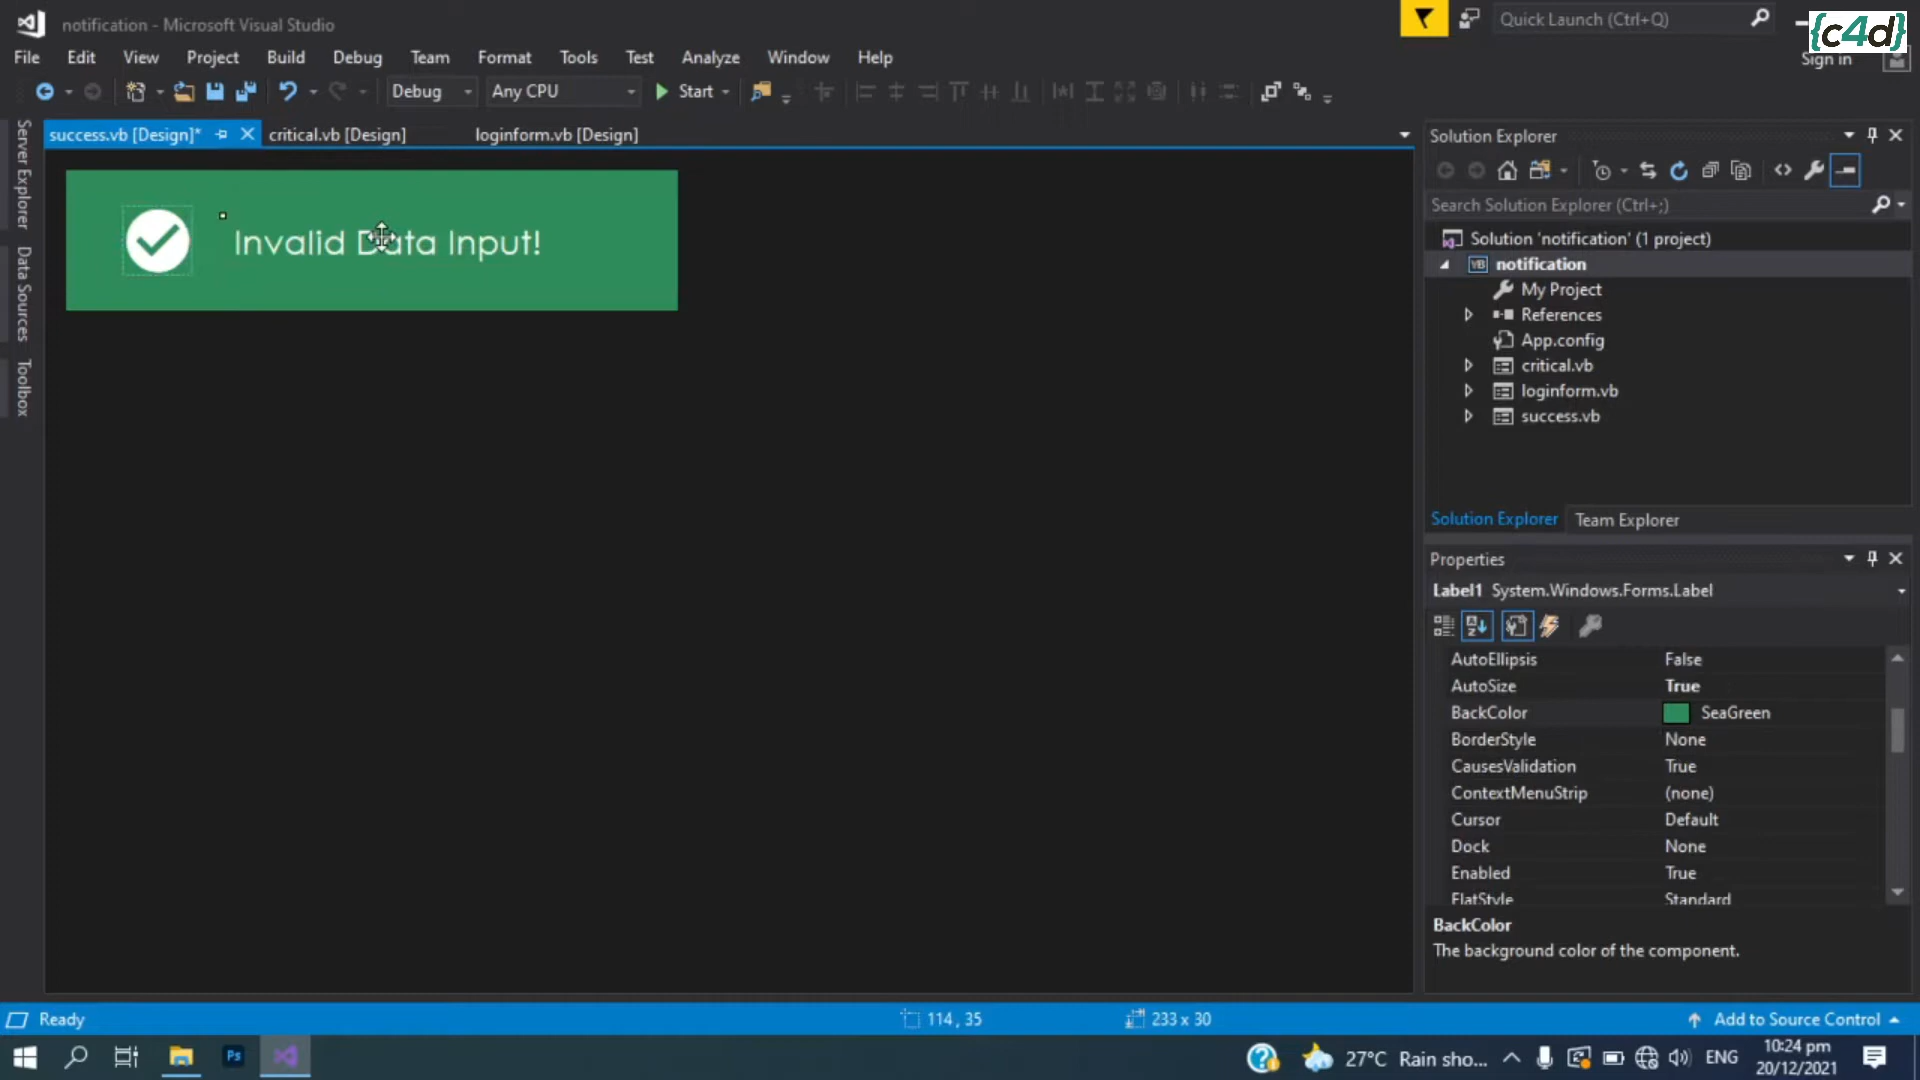 notification - Microsoft Visual Studio
Quick Launch (Ctrl+Q)
{c4d}
File Edit View Project Build Debug Team Format Tools Test Analyze Window Help
Sign in
Debug Any CPU Start
success.vb [Design]* critical.vb [Design] loginform.vb [Design]
Server Explorer
Data Sources
Toolbox
Invalid Data Input!
Solution Explorer
Search Solution Explorer (Ctrl+;)
Solution 'notification' (1 project)
VB notification
My Project
References
App.config
critical.vb
loginform.vb
success.vb
Solution Explorer Team Explorer
Properties
Label1 System.Windows.Forms.Label
AutoEllipsis False
AutoSize True
BackColor SeaGreen
BorderStyle None
CausesValidation True
ContextMenuStrip (none)
Cursor Default
Dock None
Enabled True
FlatStyle Standard
BackColor
The background color of the component.
Ready 114 , 35 233 x 30 Add to Source Control
Ps 27°C Rain sho... ENG 10:24 pm
20/12/2021